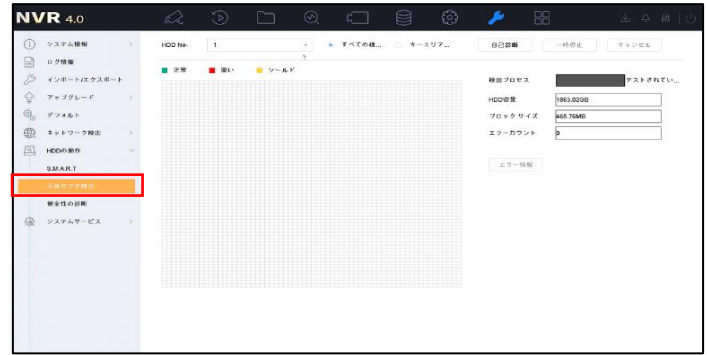 NVR 4.0
システム情報
ログ情報
インポート/エクスポート
アップグレード
デフォルト
ネットワーク検出
HDDの動作
S.M.A.R.T
不良セクタ検出
健全性の診断
システムサービス
HDD No. 1 すべての検... キーエリア... 自己診断 一時停止 キャンセル
正常 悪い シールド
検出プロセス テストされてい...
HDD容量 1863.02GB
ブロック サイズ 465.76MB
エラーカウント 0
エラー情報